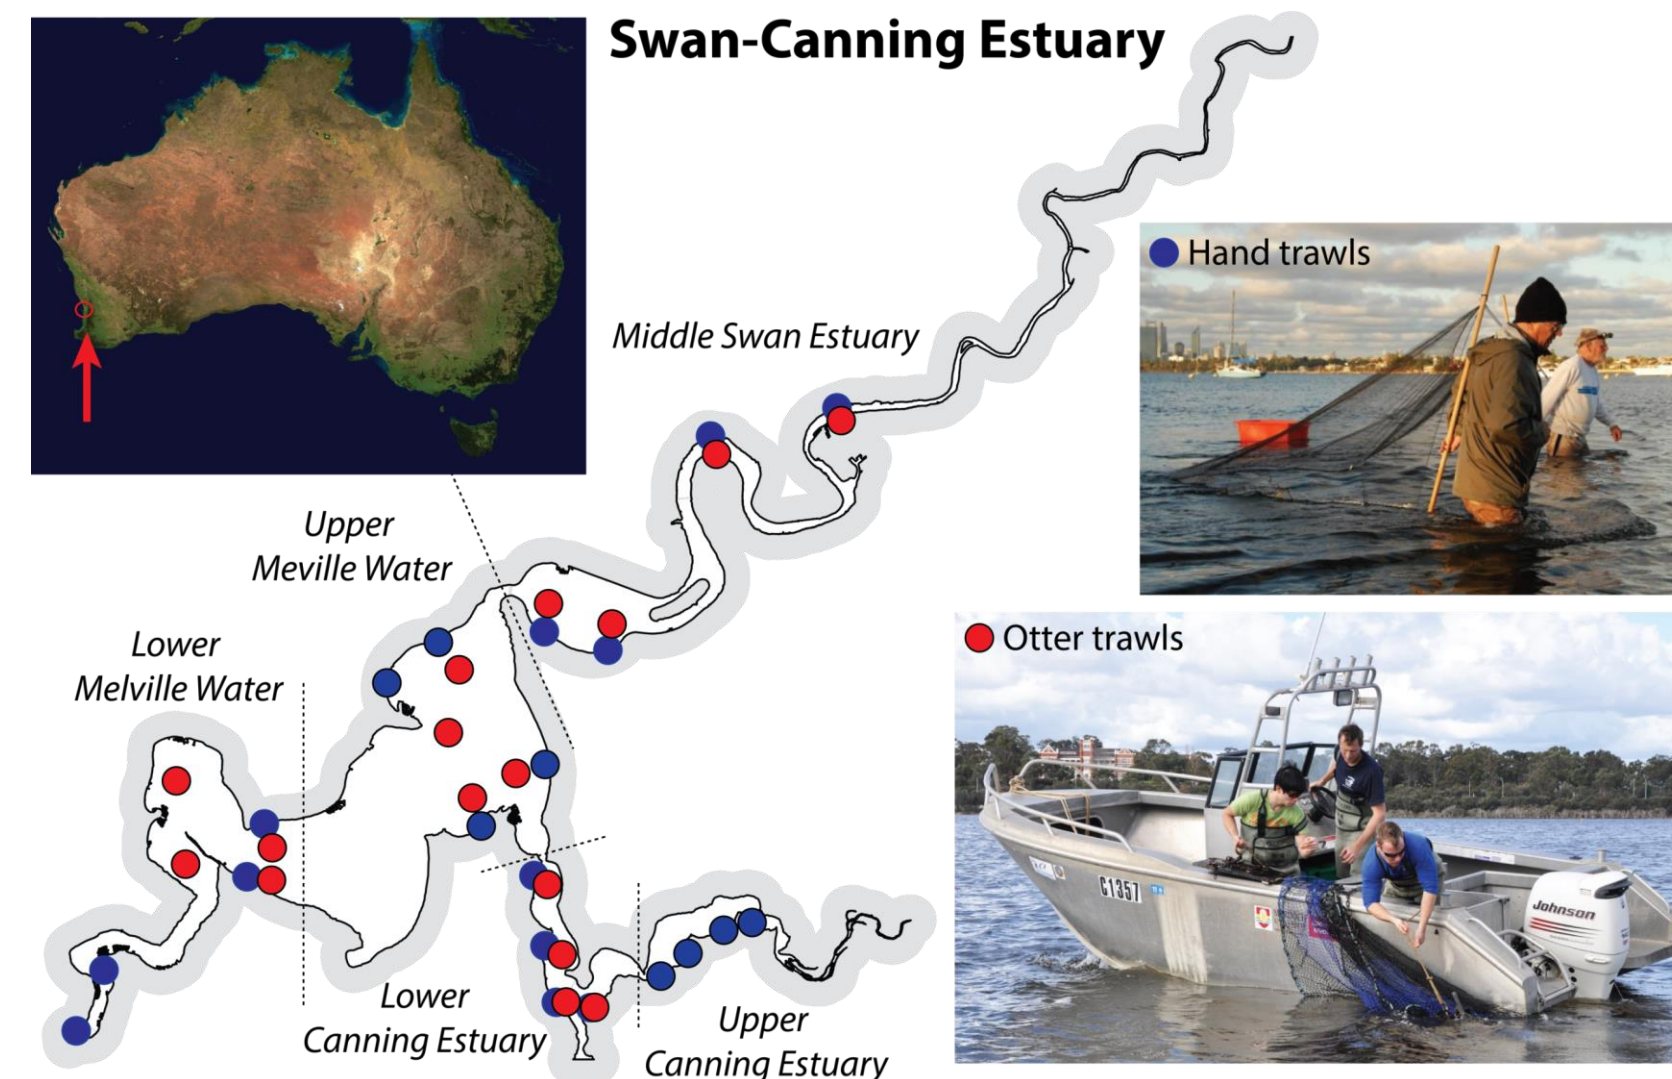 Swan-Canning Estuary
Middle Swan Estuary
Hand trawls
Upper
Meville Water
Lower
Melville Water
Otter trawls
C1357
Johnson
Lower
Canning Estuary
Upper
Canning Estuary